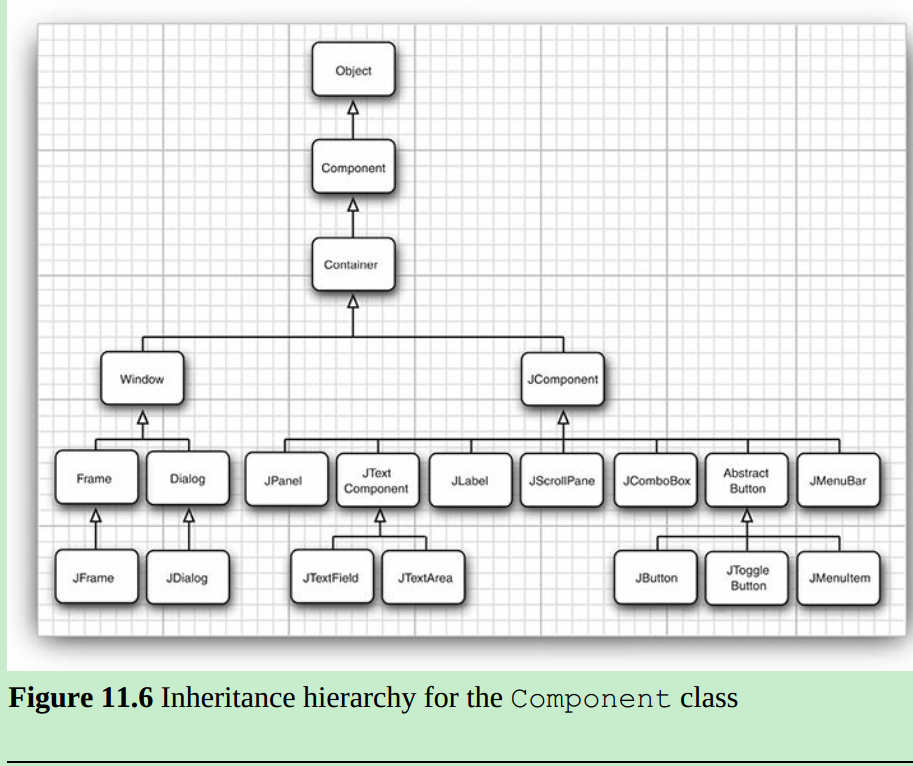 Object
Component
Container
Window
JComponent
Frame
Dialog
JPanel
JText
Component
JLabel
JScrollPane
JComboBox
Abstract
Button
JMenuBar
JFrame
JDialog
JTextField
JTextArea
JButton
JToggle
Button
JMenuItem
Figure 11.6 Inheritance hierarchy for the Component class